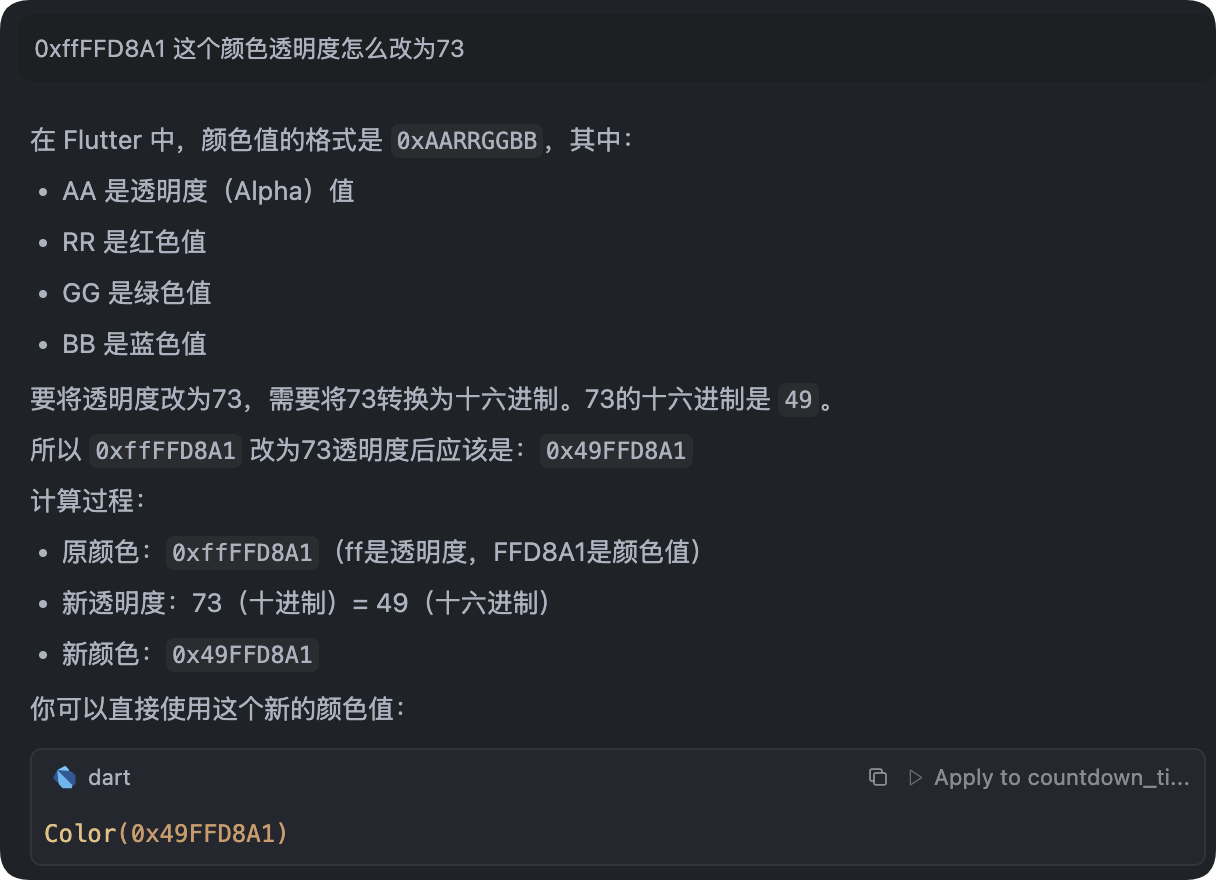 0xffFFD8A1 这个颜色透明度怎么改为73
在 Flutter 中，颜色值的格式是 0xAARRGGBB，其中：
• AA 是透明度（Alpha）值
• RR 是红色值
• GG 是绿色值
• BB 是蓝色值
要将透明度改为73，需要将73转换为十六进制。73的十六进制是 49。
所以 0xffFFD8A1 改为73透明度后应该是：0x49FFD8A1
计算过程：
• 原颜色：0xffFFD8A1（ff是透明度，FFD8A1是颜色值）
• 新透明度：73（十进制）= 49（十六进制）
• 新颜色：0x49FFD8A1
你可以直接使用这个新的颜色值：
dart Apply to countdown_ti...
Color(0x49FFD8A1)